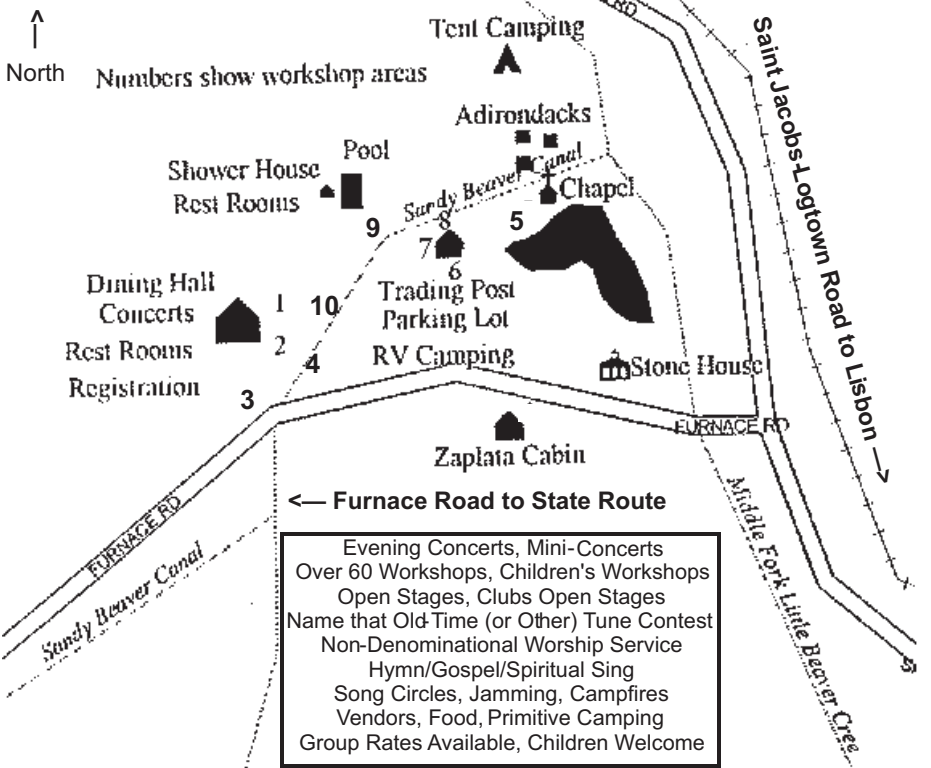 RD
North
Tent Camping
Numbers show workshop areas
Adirondacks
Pool
Shower House
Rest Rooms
Sandy Beaver Canal
Chapel
9
8
5
7
6
Dining Hall
Concerts
Rest Rooms
Registration
1
2
10
4
3
Trading Post
Parking Lot
RV Camping
Stone House
Saint Jacobs-Logtown Road to Lisbon —>
FURNACE RD
Zaplata Cabin
<— Furnace Road to State Route
FURNACE RD
Sandy Beaver Canal
Middle Fork Little Beaver Cree
Evening Concerts, Mini-Concerts
Over 60 Workshops, Children's Workshops
Open Stages, Clubs Open Stages
Name that Old-Time (or Other) Tune Contest
Non-Denominational Worship Service
Hymn/Gospel/Spiritual Sing
Song Circles, Jamming, Campfires
Vendors, Food, Primitive Camping
Group Rates Available, Children Welcome